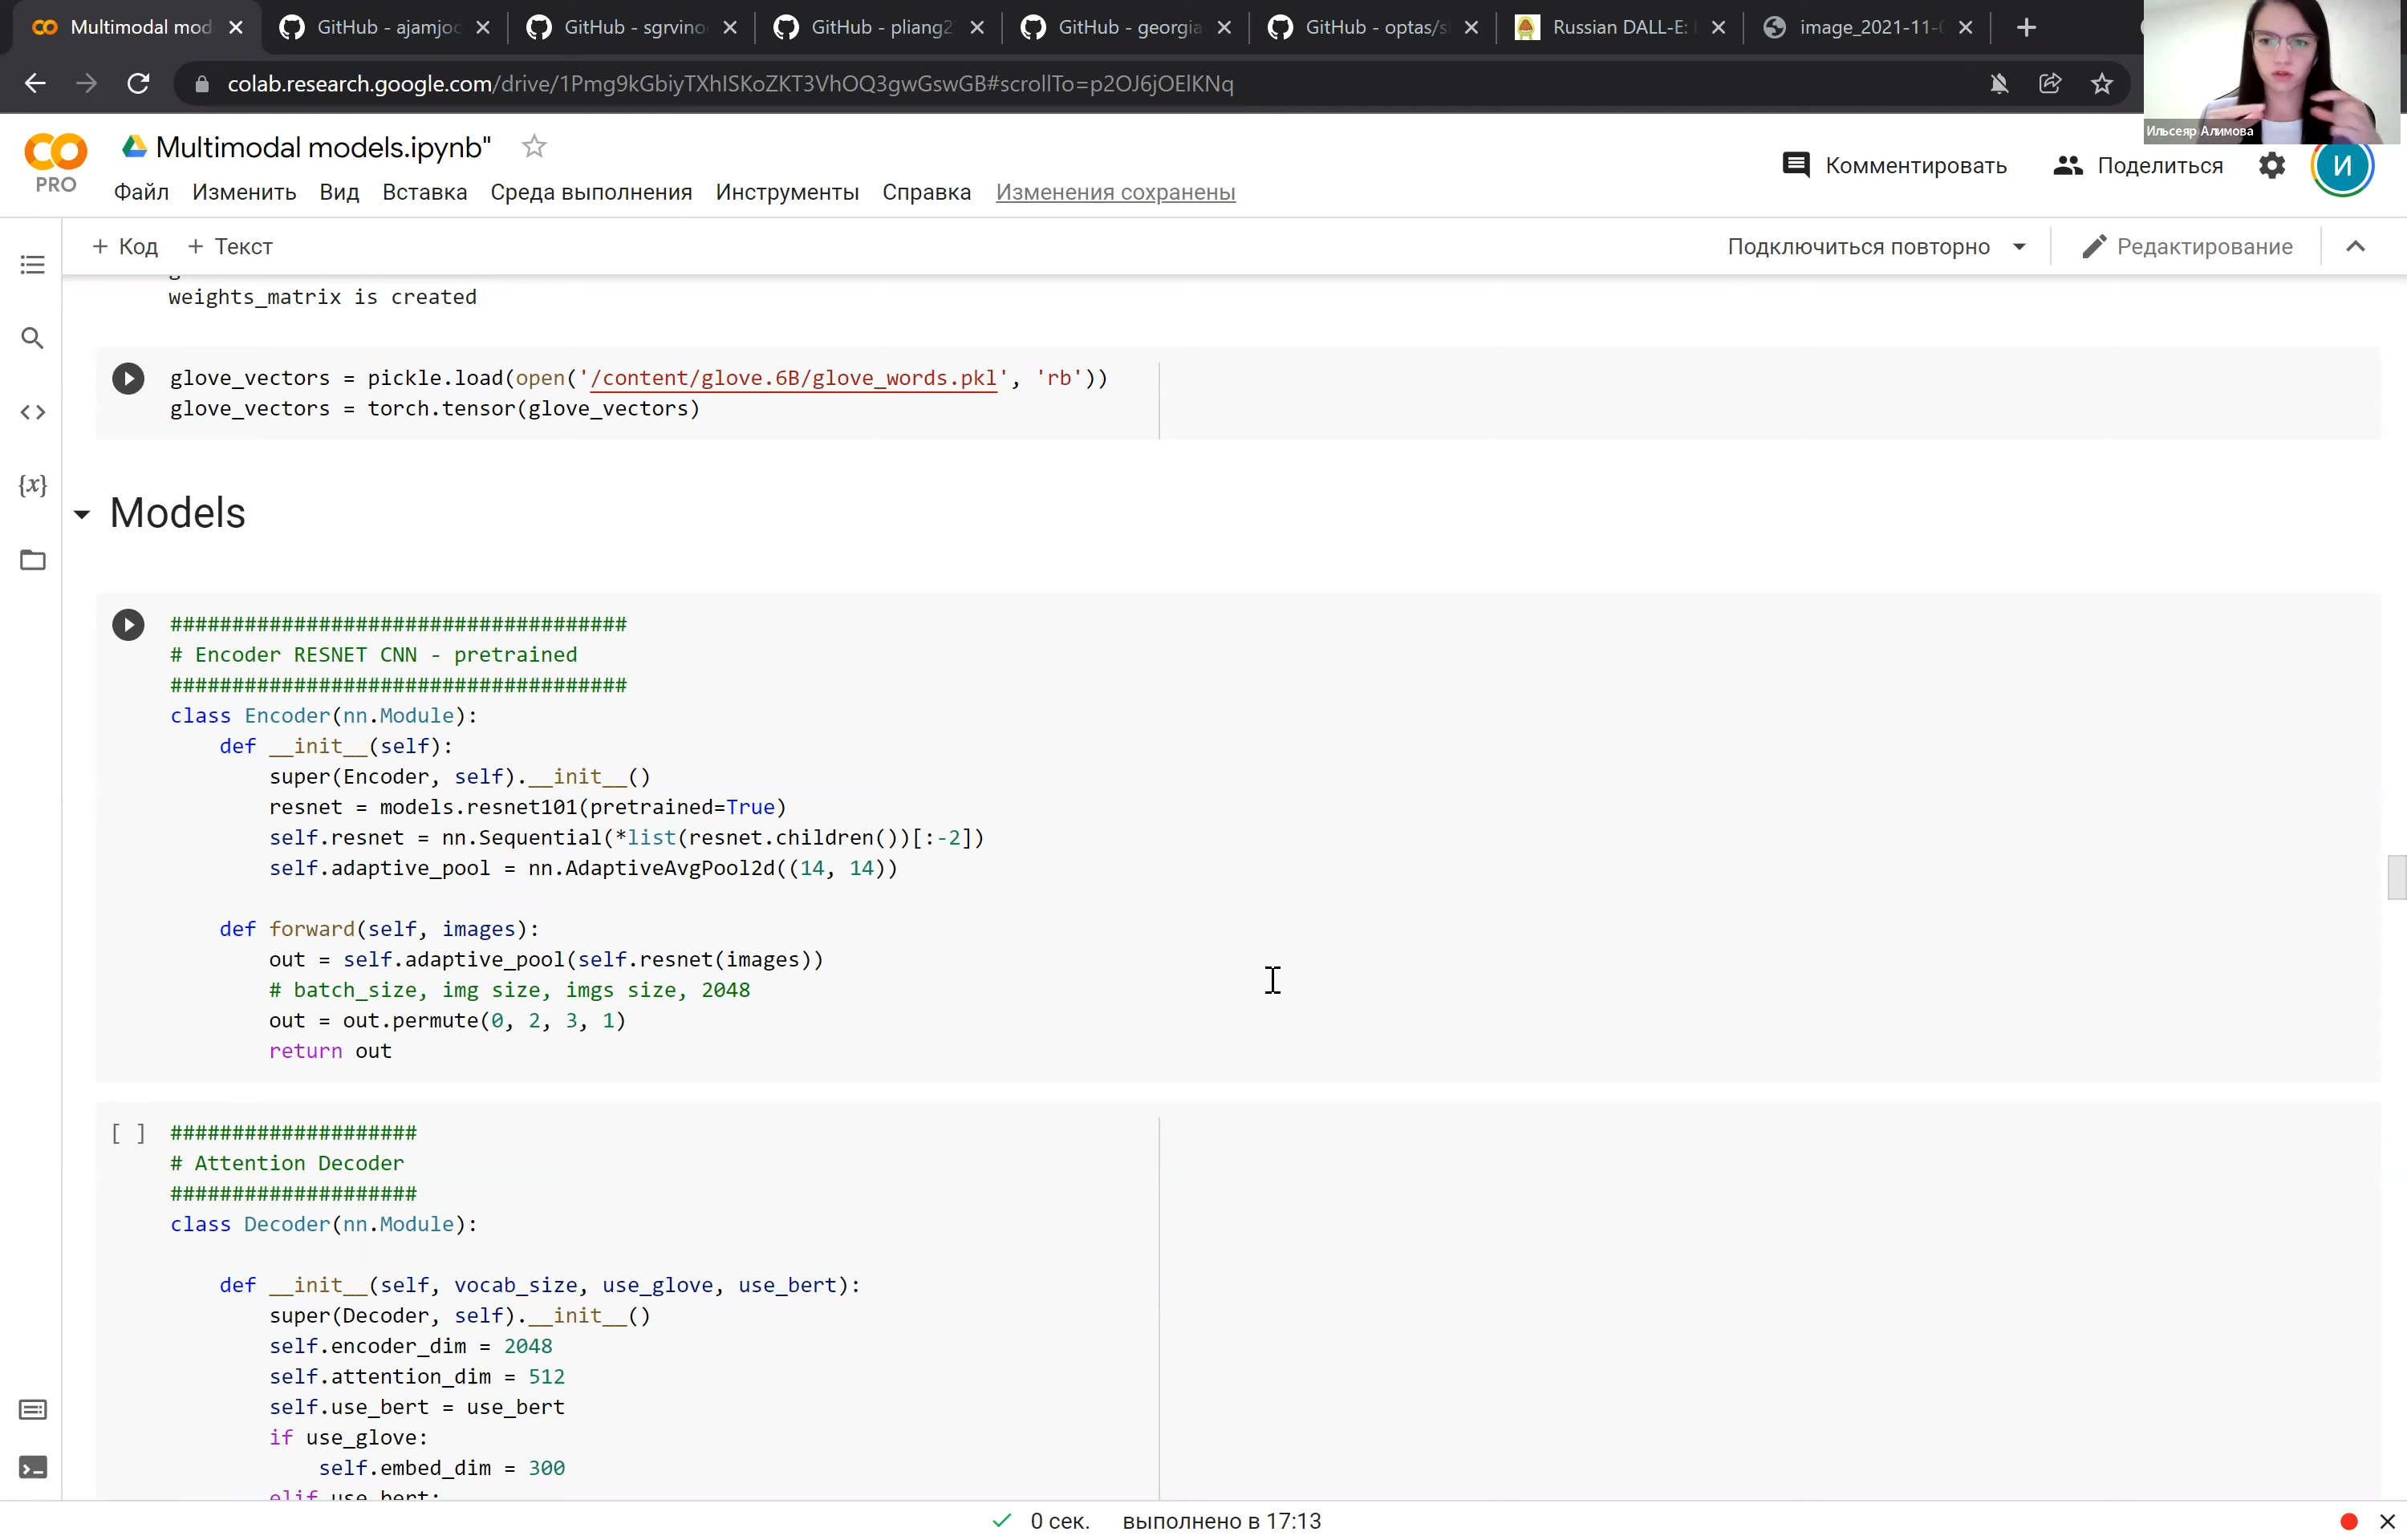 Multimodal mod
GitHub - ajamjoc
GitHub - sgrvino
GitHub - pliang2
GitHub - georgia
GitHub - optas/s
Russian DALL-E:
image_2021-11-0
colab.research.google.com/drive/1Pmg9kGbiyTXhISKoZKT3VhOQ3gwGswGB#scrollTo=p2OJ6jOElKNq
Ильсеяр Алимова
PRO
Multimodal models.ipynb"
Файл Изменить Вид Вставка Среда выполнения Инструменты Справка Изменения сохранены
Комментировать Поделиться И
+ Код + Текст
Подключиться повторно Редактирование
weights_matrix is created
glove_vectors = pickle.load(open('/content/glove.6B/glove_words.pkl', 'rb'))
glove_vectors = torch.tensor(glove_vectors)
Models
#####################################
# Encoder RESNET CNN - pretrained
#####################################
class Encoder(nn.Module):
def __init__(self):
super(Encoder, self).__init__()
resnet = models.resnet101(pretrained=True)
self.resnet = nn.Sequential(*list(resnet.children())[:-2])
self.adaptive_pool = nn.AdaptiveAvgPool2d((14, 14))
def forward(self, images):
out = self.adaptive_pool(self.resnet(images))
# batch_size, img size, imgs size, 2048
out = out.permute(0, 2, 3, 1)
return out
[ ] ####################
# Attention Decoder
####################
class Decoder(nn.Module):
def __init__(self, vocab_size, use_glove, use_bert):
super(Decoder, self).__init__()
self.encoder_dim = 2048
self.attention_dim = 512
self.use_bert = use_bert
if use_glove:
self.embed_dim = 300
elif use_bert:
0 сек. выполнено в 17:13